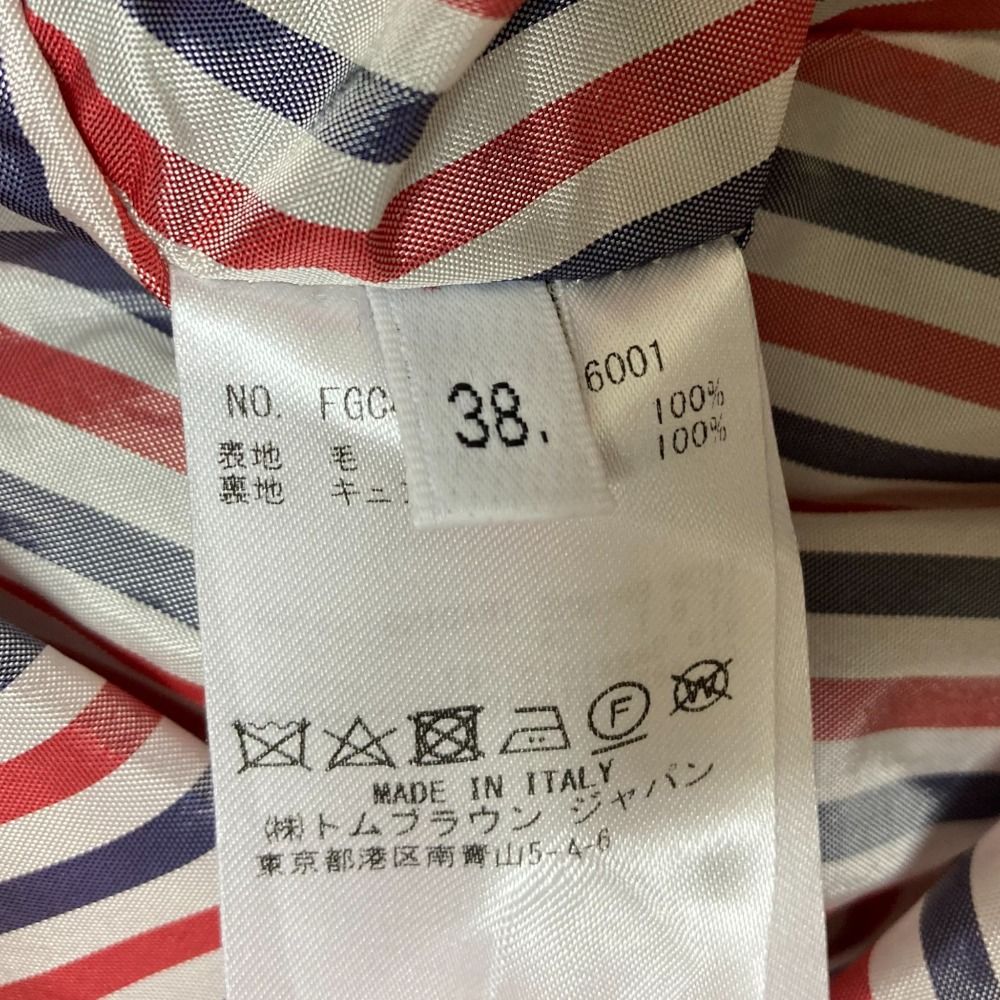 NO. FGC 6001
38.
表地 毛 100%
裏地 キュ 100%
F
W
MADE IN ITALY
(株)トムブラウン ジャパン
東京都港区南青山5-4-6